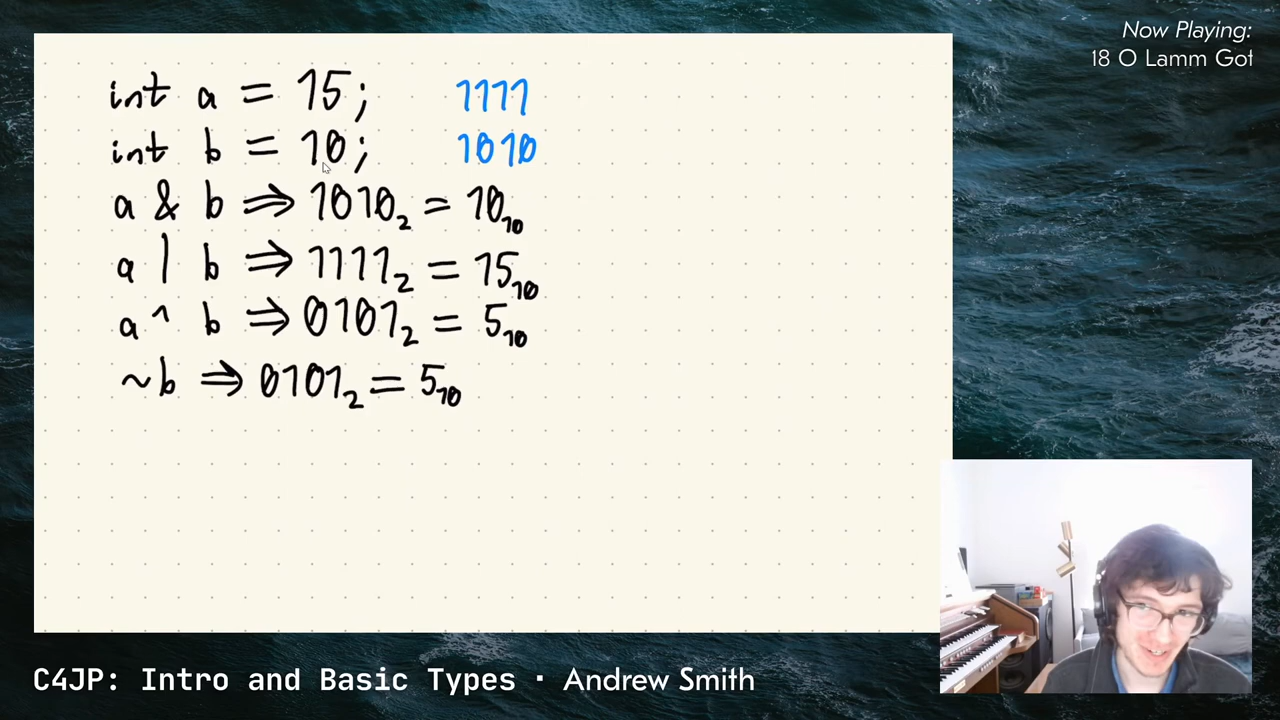 Now Playing:
18 O Lamm Got
int a = 15; 1111
int b = 10; 1010
a & b ⇒ 1010₂ = 10₁₀
a | b ⇒ 1111₂ = 15₁₀
a ^ b ⇒ 0101₂ = 5₁₀
~b ⇒ 0101₂ = 5₁₀
C4JP: Intro and Basic Types · Andrew Smith